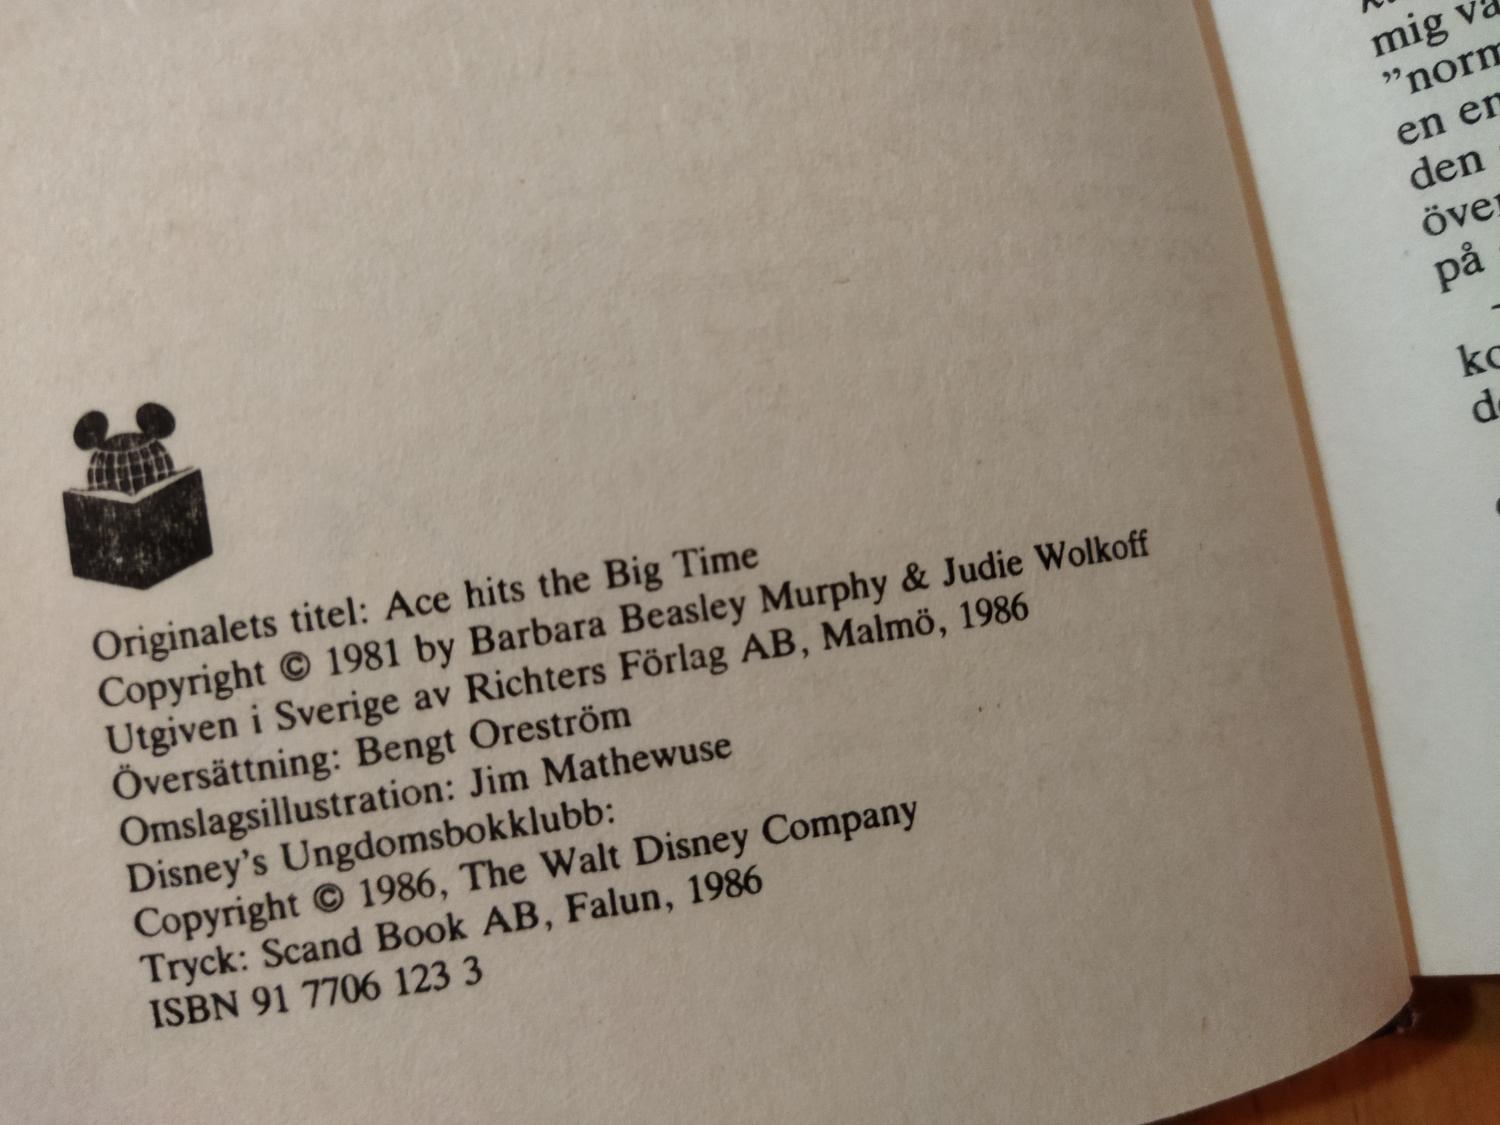 Originalets titel: Ace hits the Big Time
Copyright © 1981 by Barbara Beasley Murphy & Judie Wolkoff
Utgiven i Sverige av Richters Förlag AB, Malmö, 1986
Översättning: Bengt Oreström
Omslagsillustration: Jim Mathewuse
Disney's Ungdomsbokklubb:
Copyright © 1986, The Walt Disney Company
Tryck: Scand Book AB, Falun, 1986
ISBN 91 7706 123 3
mig
en
den
på